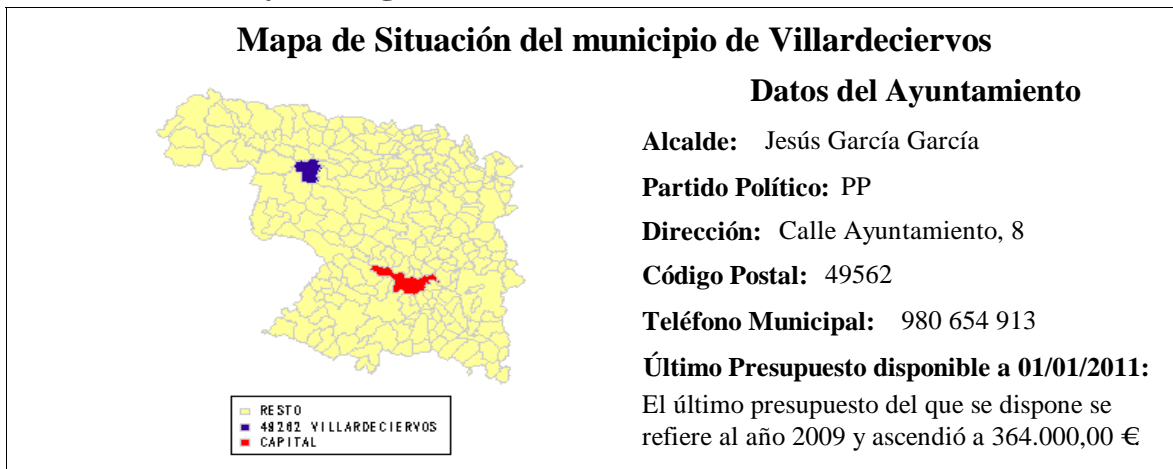 Mapa de Situación del municipio de Villardeciervos
Datos del Ayuntamiento
Alcalde: Jesús García García
Partido Político: PP
Dirección: Calle Ayuntamiento, 8
Código Postal: 49562
Teléfono Municipal: 980 654 913
Último Presupuesto disponible a 01/01/2011:
El último presupuesto del que se dispone se
refiere al año 2009 y ascendió a 364.000,00 €
RESTO
49262 VILLARDECIERVOS
CAPITAL